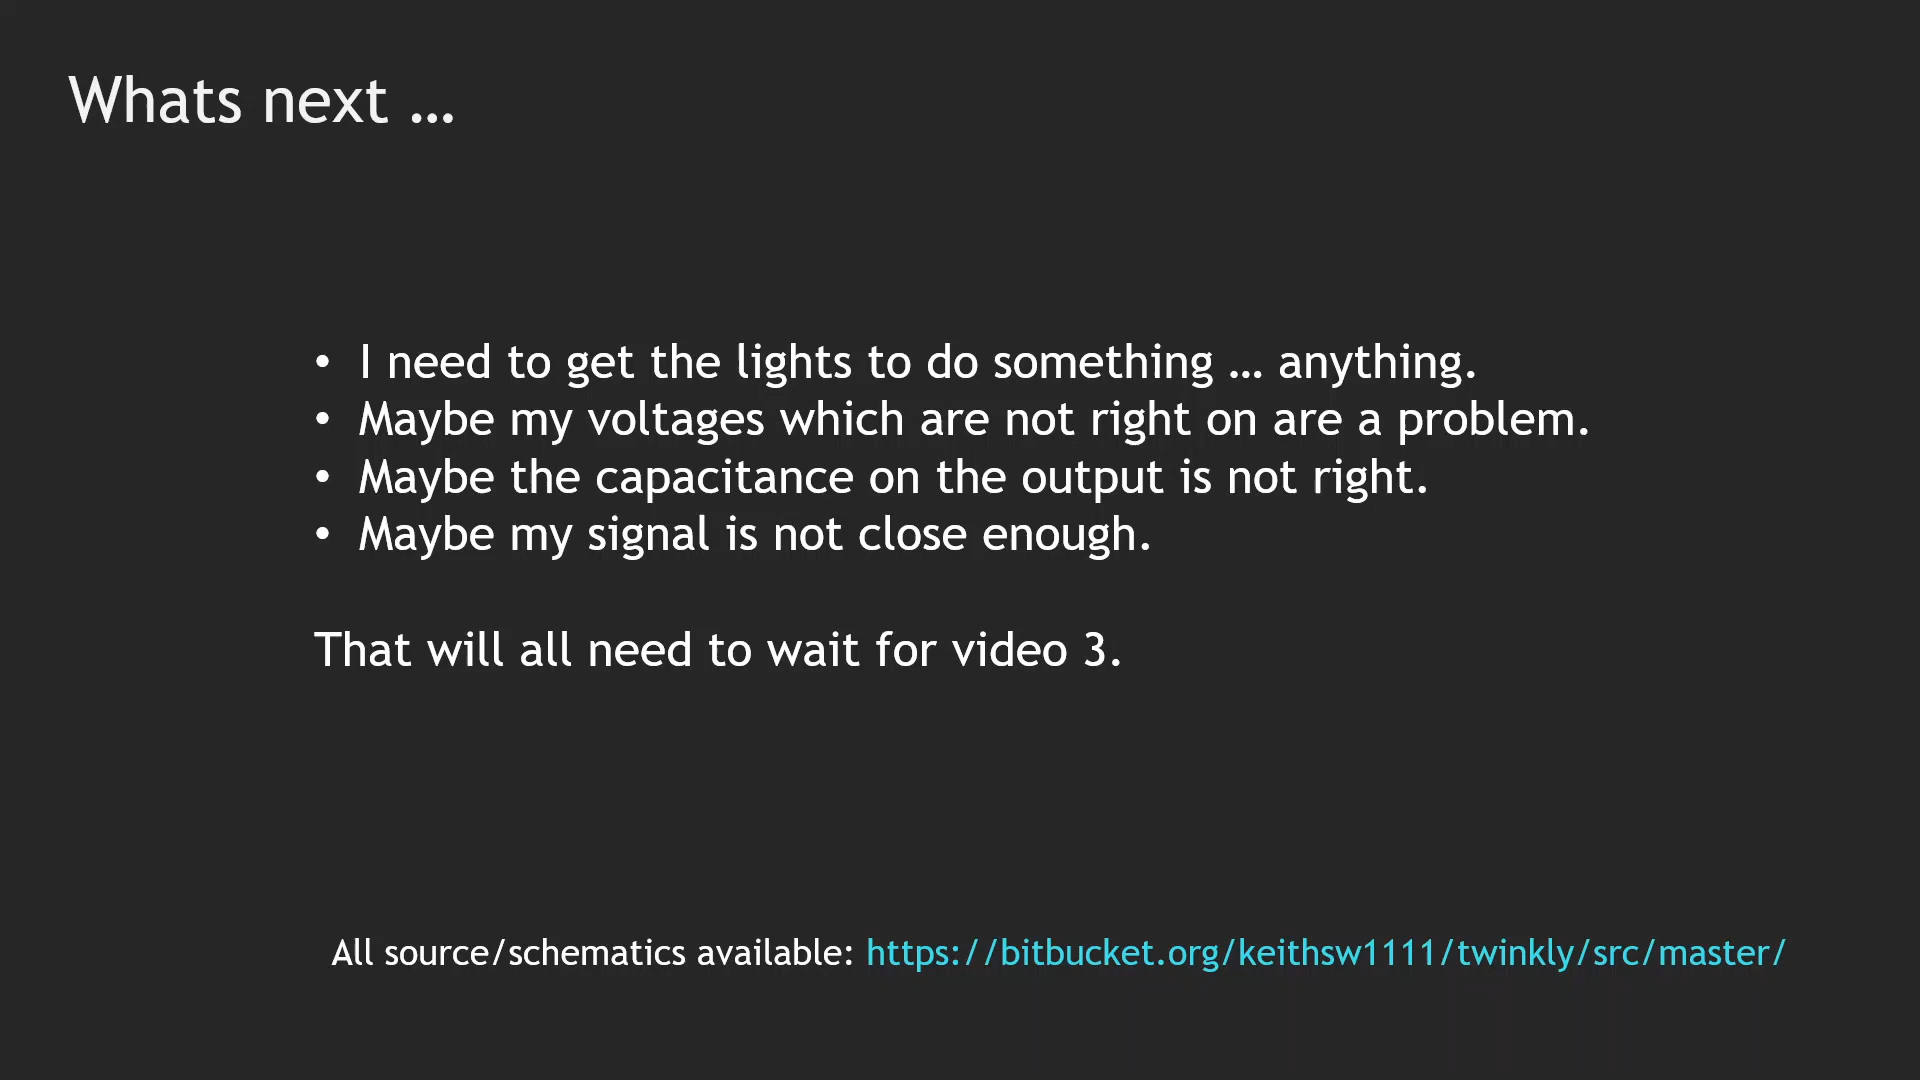 Whats next …
• I need to get the lights to do something … anything.
• Maybe my voltages which are not right on are a problem.
• Maybe the capacitance on the output is not right.
• Maybe my signal is not close enough.
That will all need to wait for video 3.
All source/schematics available: https://bitbucket.org/keithsw1111/twinkly/src/master/